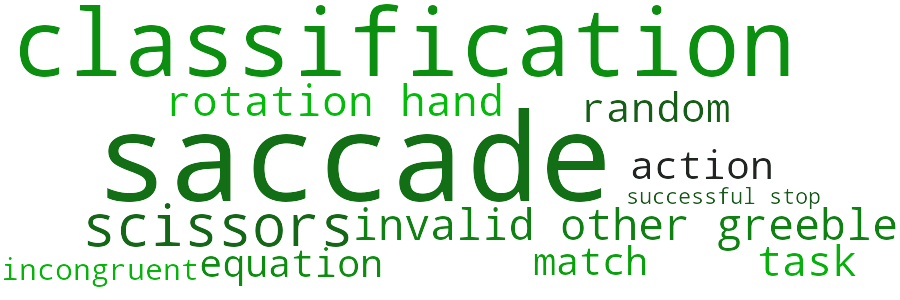 classification
rotation hand
random
saccade
action
successful stop
scissors
invalid other greeble
incongruent
equation
match
task